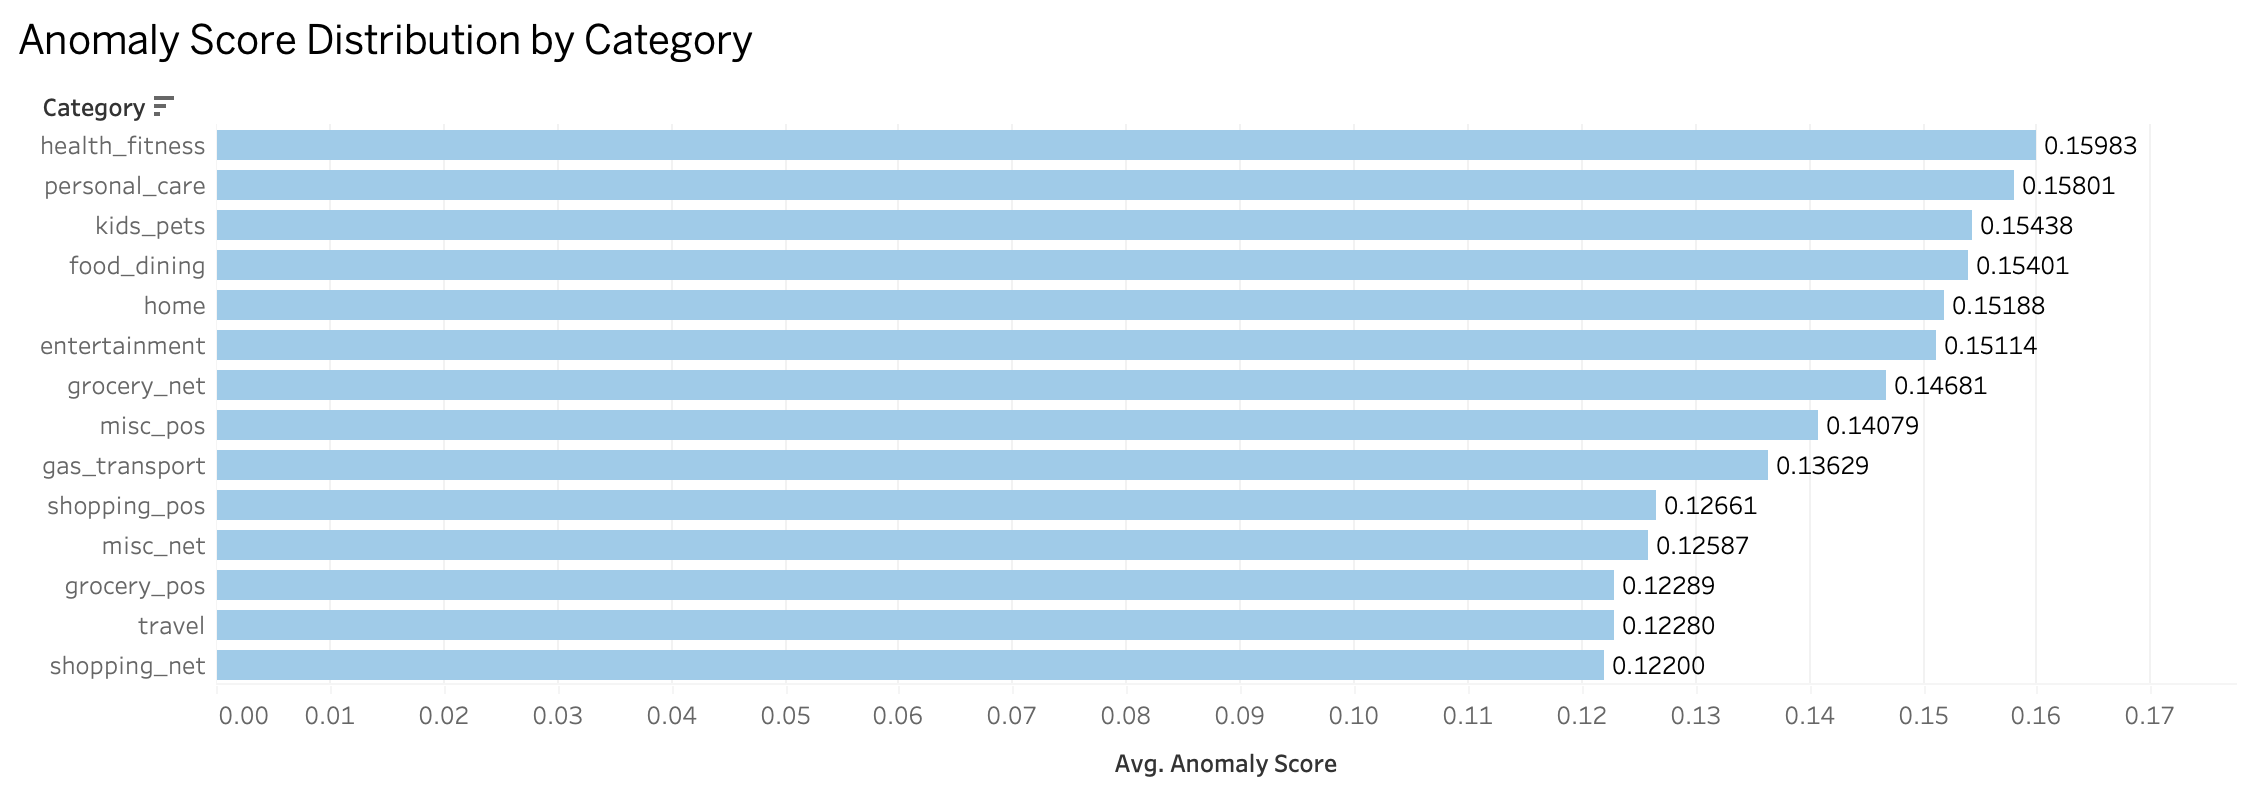 Anomaly Score Distribution by Category
Category
health_fitness 0.15983
personal_care 0.15801
kids_pets 0.15438
food_dining 0.15401
home 0.15188
entertainment 0.15114
grocery_net 0.14681
misc_pos 0.14079
gas_transport 0.13629
shopping_pos 0.12661
misc_net 0.12587
grocery_pos 0.12289
travel 0.12280
shopping_net 0.12200
0.00 0.01 0.02 0.03 0.04 0.05 0.06 0.07 0.08 0.09 0.10 0.11 0.12 0.13 0.14 0.15 0.16 0.17
Avg. Anomaly Score